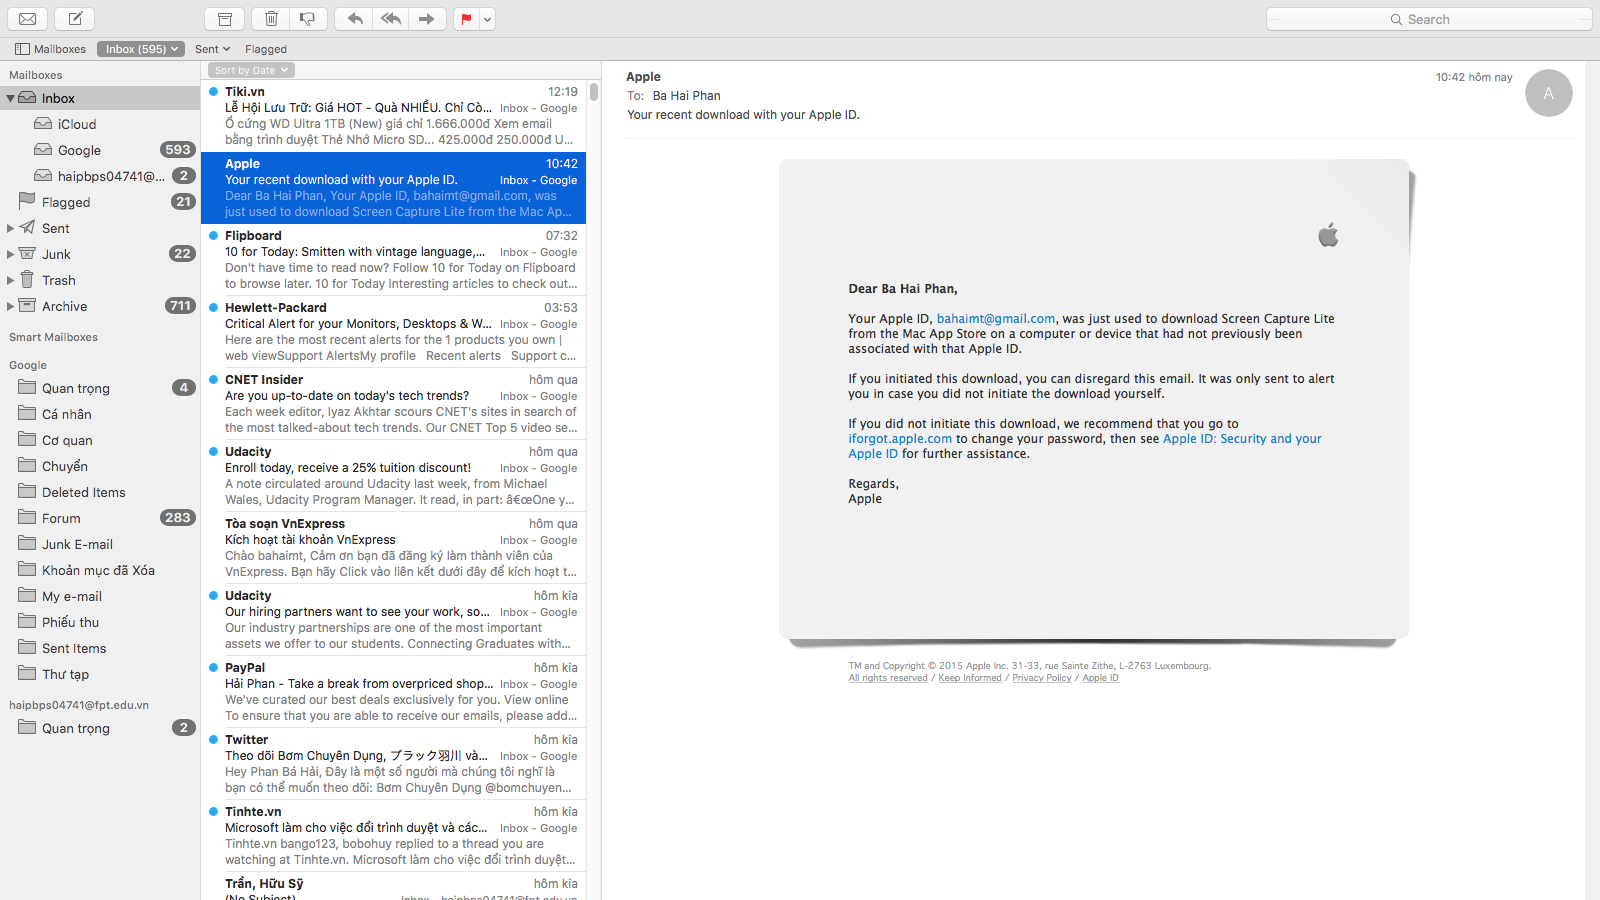 Search
Mailboxes
Inbox (595)
Sent
Flagged
Mailboxes
Inbox
iCloud
Google 593
haipbps04741@... 2
Flagged 21
Sent
Junk 22
Trash
Archive 711
Smart Mailboxes
Google
Quan trọng 4
Cá nhân
Cơ quan
Chuyển
Deleted Items
Forum 283
Junk E-mail
Khoản mục đã Xóa
My e-mail
Phiếu thu
Sent Items
Thư tạp
haipbps04741@fpt.edu.vn
Quan trọng 2
Sort by Date
Tiki.vn 12:19
Lễ Hội Lưu Trữ: Giá HOT - Quà NHIỀU. Chỉ Cò... Inbox - Google
Ổ cứng WD Ultra 1TB (New) giá chỉ 1.666.000đ Xem email
bằng trình duyệt Thẻ Nhớ Micro SD... 425.000đ 250.000đ U...
Apple 10:42
Your recent download with your Apple ID. Inbox - Google
Dear Ba Hai Phan, Your Apple ID, bahaimt@gmail.com, was
just used to download Screen Capture Lite from the Mac Ap...
Flipboard 07:32
10 for Today: Smitten with vintage language,... Inbox - Google
Don't have time to read now? Follow 10 for Today on Flipboard
to browse later. 10 for Today Interesting articles to check out...
Hewlett-Packard 03:53
Critical Alert for your Monitors, Desktops & W... Inbox - Google
Here are the most recent alerts for the 1 products you own |
web viewSupport AlertsMy profile Recent alerts Support c...
CNET Insider hôm qua
Are you up-to-date on today's tech trends? Inbox - Google
Each week editor, Iyaz Akhtar scours CNET's sites in search of
the most talked-about tech trends. Our CNET Top 5 video se...
Udacity hôm qua
Enroll today, receive a 25% tuition discount! Inbox - Google
A note circulated around Udacity last week, from Michael
Wales, Udacity Program Manager. It read, in part: â€œOne y...
Tòa soạn VnExpress hôm qua
Kích hoạt tài khoản VnExpress Inbox - Google
Chào bahaimt, Cảm ơn bạn đã đăng ký làm thành viên của
VnExpress. Bạn hãy Click vào liên kết dưới đây để kích hoạt t...
Udacity hôm kia
Our hiring partners want to see your work, so... Inbox - Google
Our industry partnerships are one of the most important
assets we offer to our students. Connecting Graduates with...
PayPal hôm kia
Hải Phan - Take a break from overpriced shop... Inbox - Google
We've curated our best deals exclusively for you. View online
To ensure that you are able to receive our emails, please add...
Twitter hôm kia
Theo dõi Bơm Chuyên Dụng, ブラック羽川 và... Inbox - Google
Hey Phan Bá Hải, Đây là một số người mà chúng tôi nghĩ là
bạn có thể muốn theo dõi: Bơm Chuyên Dụng @bomchuyen...
Tinhte.vn hôm kia
Microsoft làm cho việc đổi trình duyệt và các... Inbox - Google
Tinhte.vn bango123, bobohuy replied to a thread you are
watching at Tinhte.vn. Microsoft làm cho việc đổi trình duyệt...
Trần, Hữu Sỹ hôm kia
(No Subject) Inbox - haipbps04741@fpt.edu.vn
Apple 10:42 hôm nay
To: Ba Hai Phan
Your recent download with your Apple ID.
A
Dear Ba Hai Phan,
Your Apple ID, bahaimt@gmail.com, was just used to download Screen Capture Lite
from the Mac App Store on a computer or device that had not previously been
associated with that Apple ID.
If you initiated this download, you can disregard this email. It was only sent to alert
you in case you did not initiate the download yourself.
If you did not initiate this download, we recommend that you go to
iforgot.apple.com to change your password, then see Apple ID: Security and your
Apple ID for further assistance.
Regards,
Apple
TM and Copyright © 2015 Apple Inc. 31-33, rue Sainte Zithe, L-2763 Luxembourg.
All rights reserved / Keep Informed / Privacy Policy / Apple ID